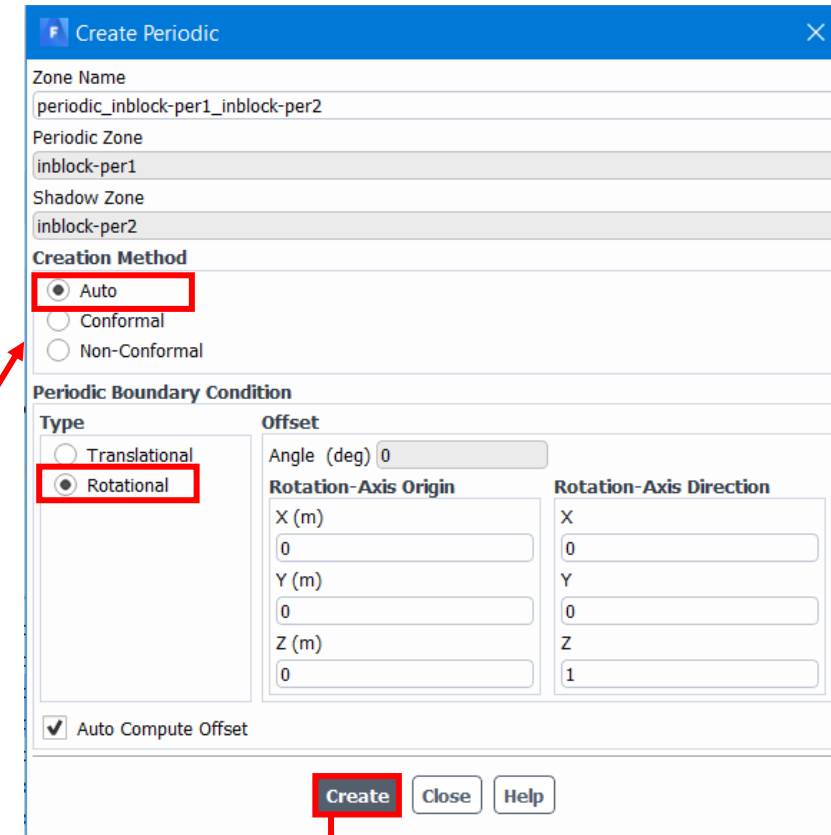 F Create Periodic
Zone Name
periodic_inblock-per1_inblock-per2
Periodic Zone
inblock-per1
Shadow Zone
inblock-per2
Creation Method
Auto
Conformal
Non-Conformal
Periodic Boundary Condition
Type
Translational
Rotational
Offset
Angle (deg) 0
Rotation-Axis Origin
X (m)
0
Y (m)
0
Z (m)
0
Rotation-Axis Direction
X
0
Y
0
Z
1
Auto Compute Offset
Create Close Help